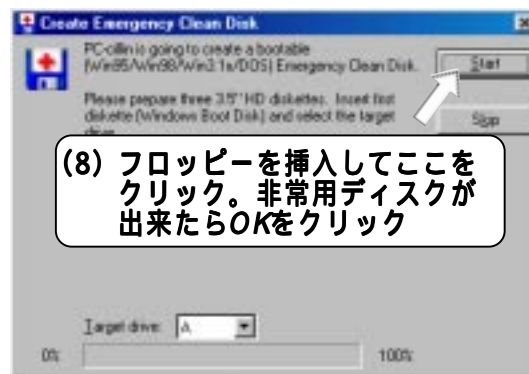 Create Emergency Clean Disk
PC-cillin is going to create a bootable
(Win95/Win98/Win3.1x/DOS) Emergency Clean Disk.
Please prepare three 3.5" HD diskettes. Insert first
diskette (Windows Boot Disk) and select the target
drive.
Start
(8) フロッピーを挿入してここを
クリック。非常用ディスクが
出来たらOKをクリック
Target drive: A:
0% 100%